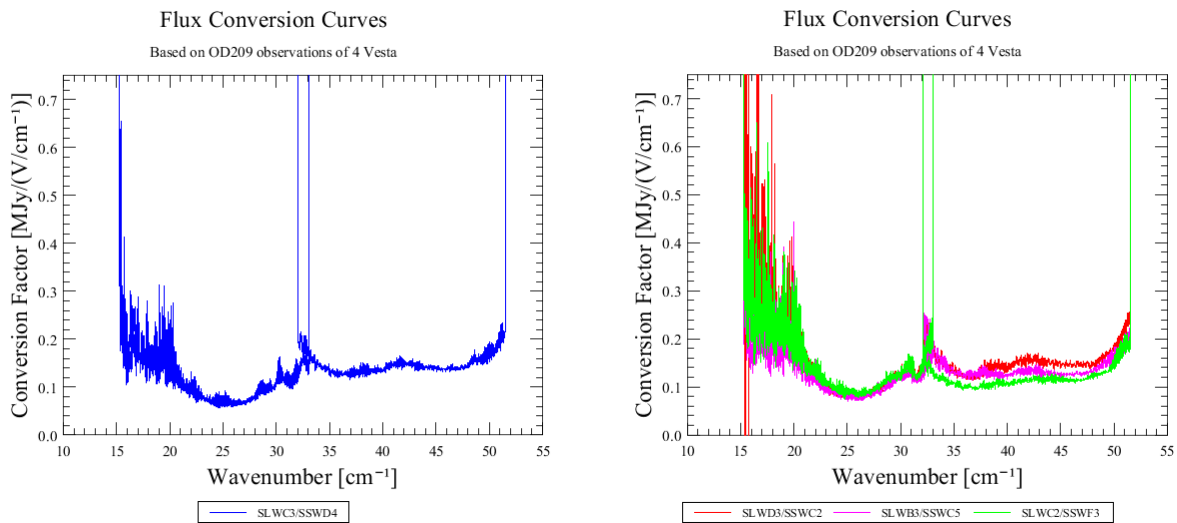 Flux Conversion Curves
Based on OD209 observations of 4 Vesta
Conversion Factor [MJy/(V/cm⁻¹)]
0.7
0.6
0.5
0.4
0.3
0.2
0.1
0.0
10 15 20 25 30 35 40 45 50 55
Wavenumber [cm⁻¹]
SLWC3/SSWD4
Flux Conversion Curves
Based on OD209 observations of 4 Vesta
Conversion Factor [MJy/(V/cm⁻¹)]
0.7
0.6
0.5
0.4
0.3
0.2
0.1
0.0
10 15 20 25 30 35 40 45 50 55
Wavenumber [cm⁻¹]
SLWD3/SSWC2 SLWB3/SSWC5 SLWC2/SSWF3